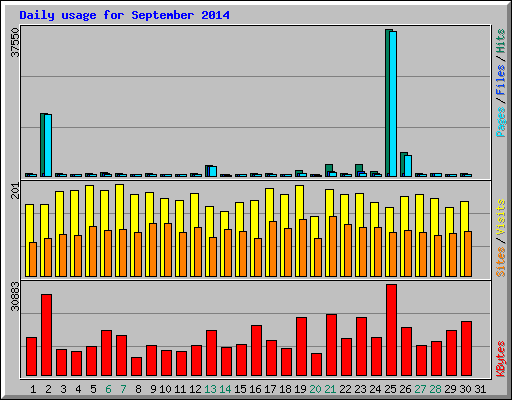 Daily usage for September 2014
37550
Pages / Files / Hits
201
Sites / Visits
30883
KBytes
1 2 3 4 5 6 7 8 9 10 11 12 13 14 15 16 17 18 19 20 21 22 23 24 25 26 27 28 29 30 31